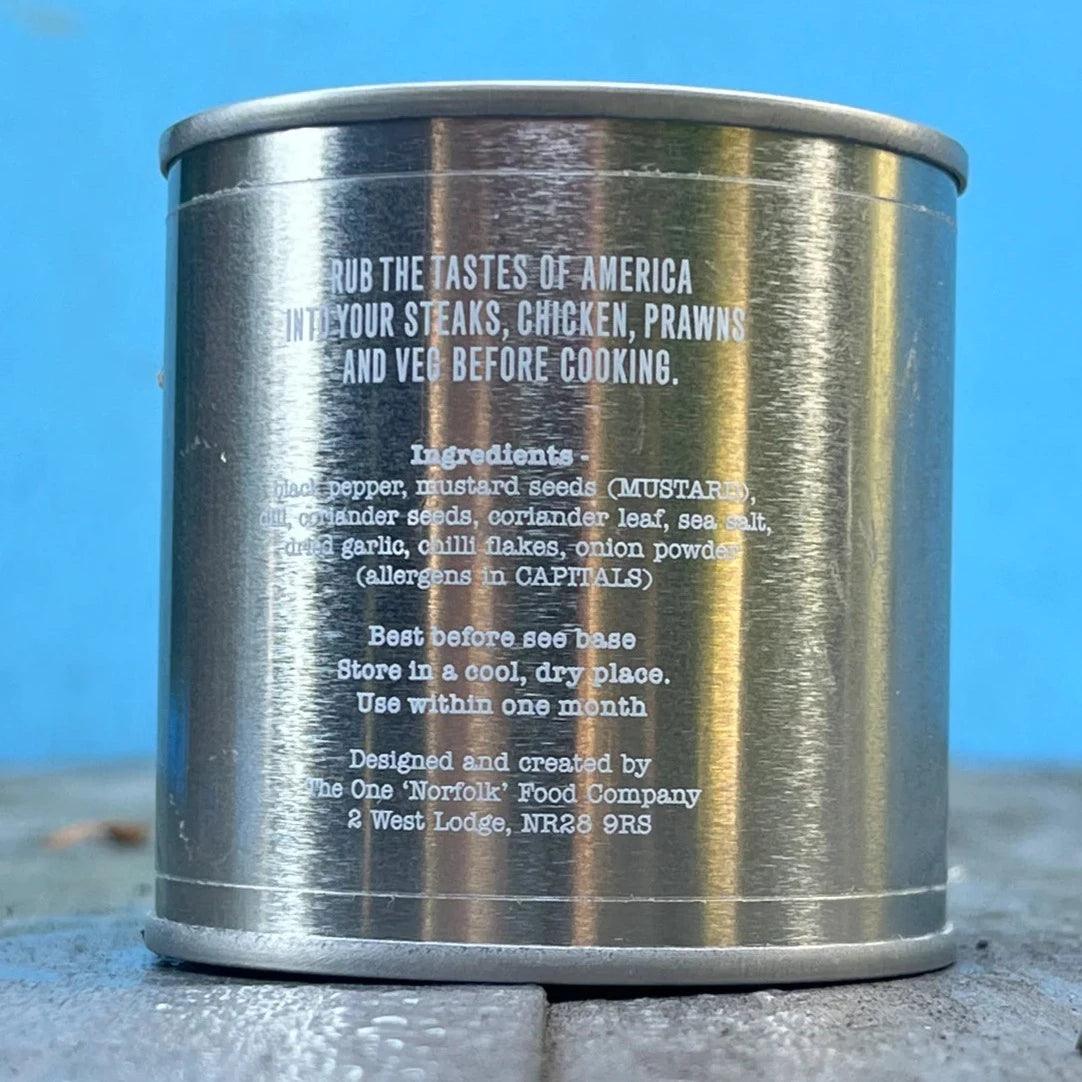 RUB THE TASTES OF AMERICA
INTO YOUR STEAKS, CHICKEN, PRAWNS
AND VEG BEFORE COOKING.
Ingredients -
black pepper, mustard seeds (MUSTARD),
dill, coriander seeds, coriander leaf, sea salt,
dried garlic, chilli flakes, onion powder
(allergens in CAPITALS)
Best before see base
Store in a cool, dry place.
Use within one month
Designed and created by
The One ‘Norfolk’ Food Company
2 West Lodge, NR28 9RS